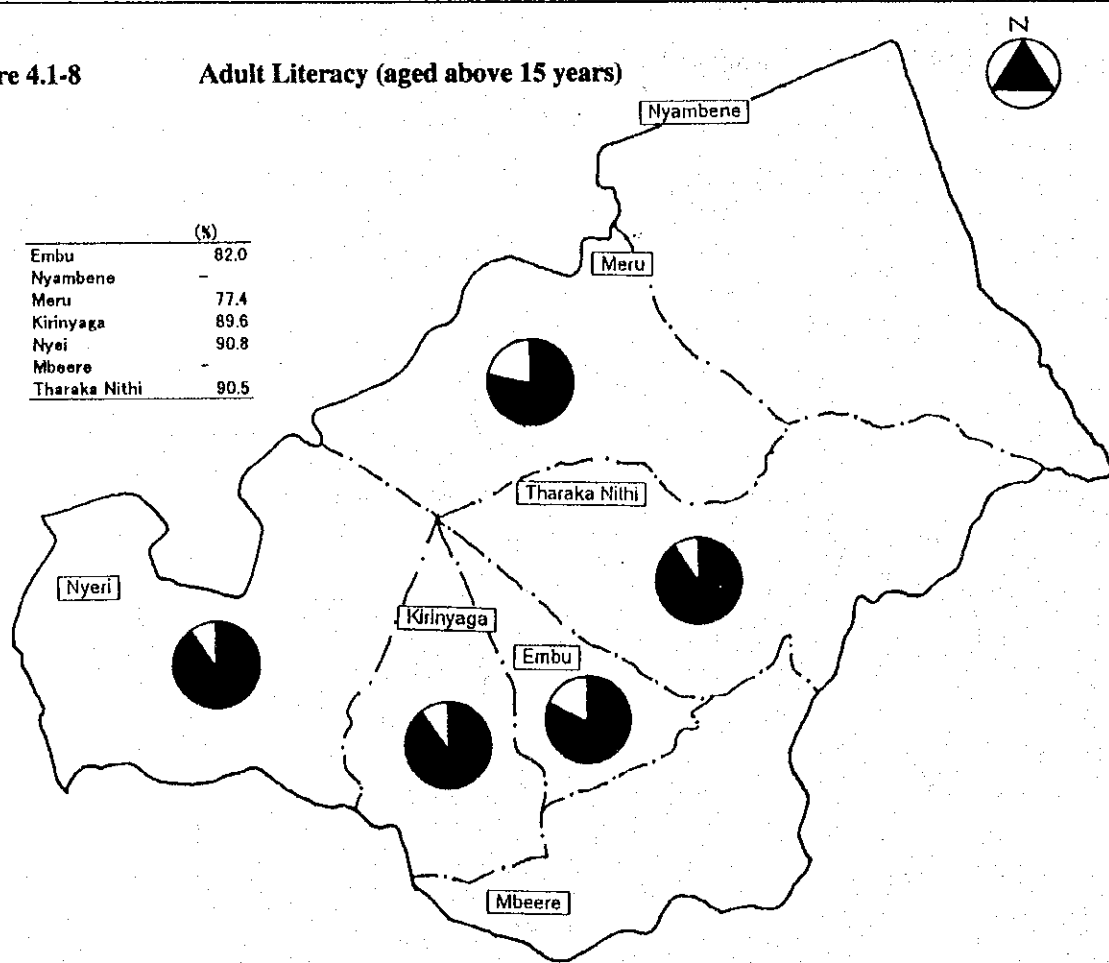 re 4.1-8 Adult Literacy (aged above 15 years)
N
Nyambene
(%)
Embu 82.0
Nyambene -
Meru 77.4
Kirinyaga 89.6
Nyei 90.8
Mbeere -
Tharaka Nithi 90.5
Meru
Tharaka Nithi
Nyeri
Kirinyaga
Embu
Mbeere